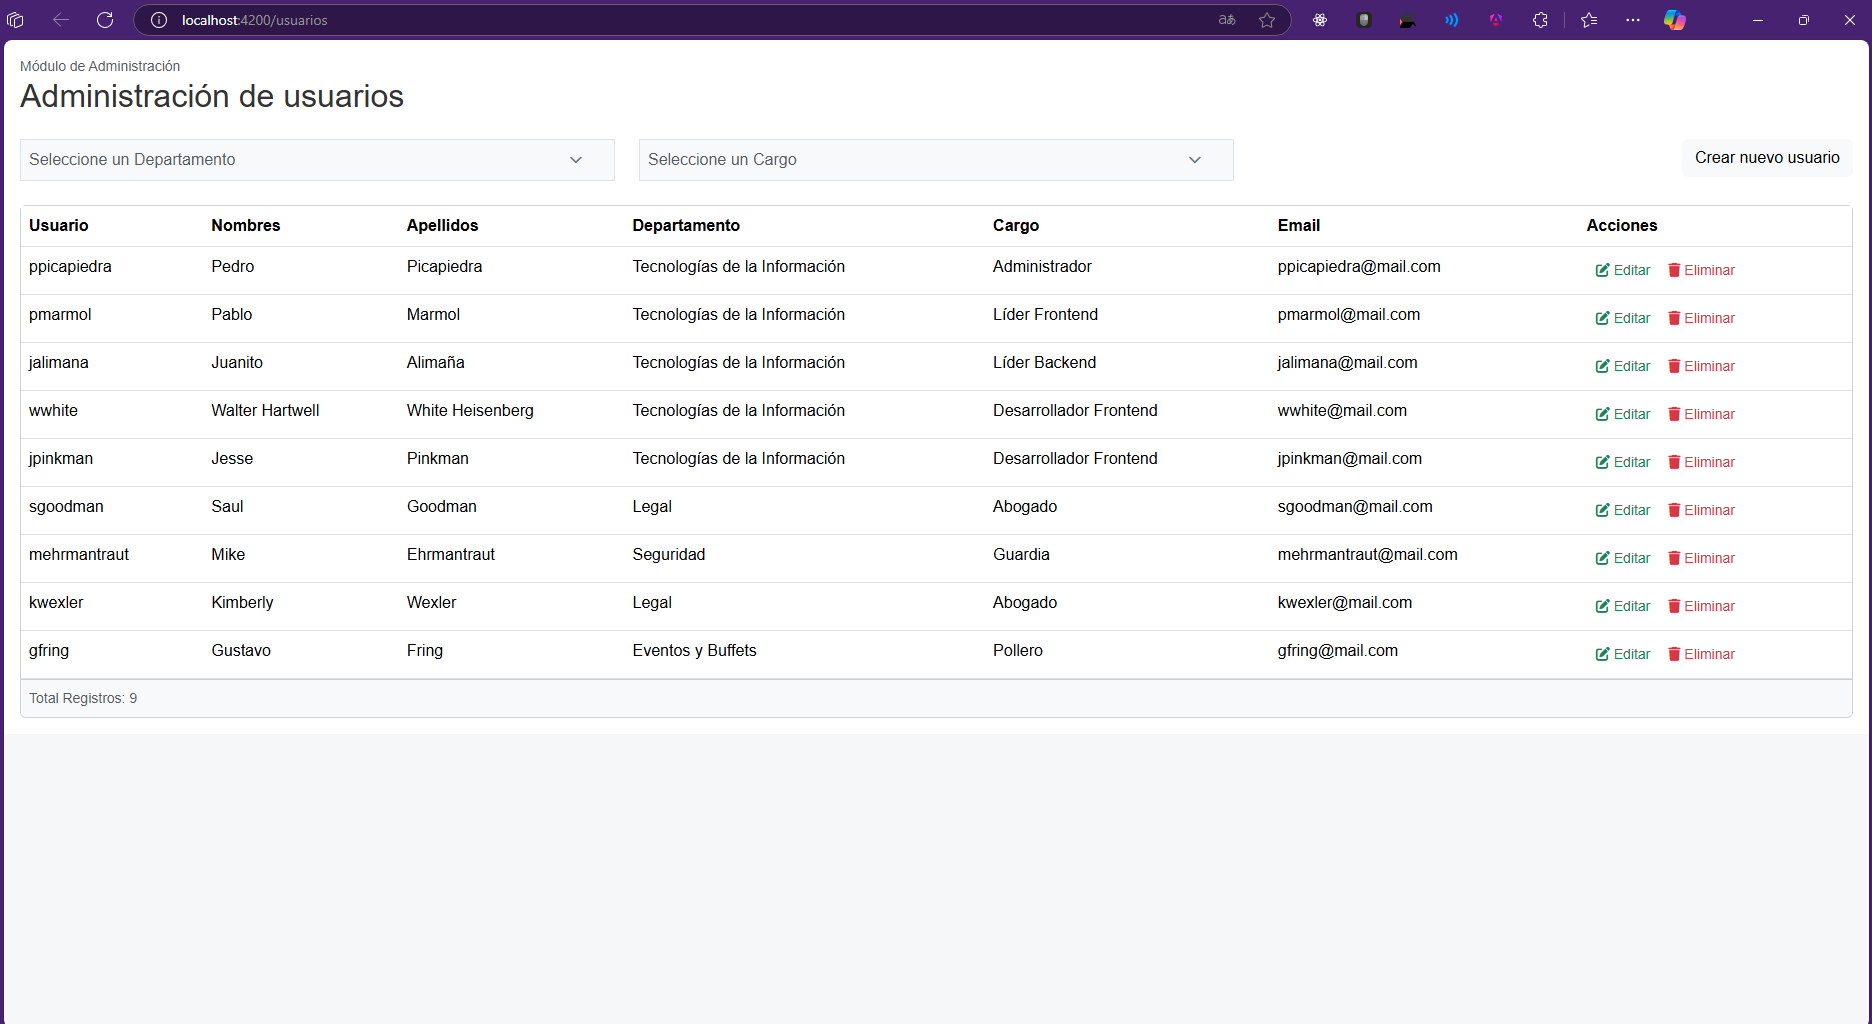 localhost:4200/usuarios
Módulo de Administración
Administración de usuarios
Seleccione un Departamento Seleccione un Cargo Crear nuevo usuario
Usuario Nombres Apellidos Departamento Cargo Email Acciones
ppicapiedra Pedro Picapiedra Tecnologías de la Información Administrador ppicapiedra@mail.com Editar Eliminar
pmarmol Pablo Marmol Tecnologías de la Información Líder Frontend pmarmol@mail.com Editar Eliminar
jalimana Juanito Alimaña Tecnologías de la Información Líder Backend jalimana@mail.com Editar Eliminar
wwhite Walter Hartwell White Heisenberg Tecnologías de la Información Desarrollador Frontend wwhite@mail.com Editar Eliminar
jpinkman Jesse Pinkman Tecnologías de la Información Desarrollador Frontend jpinkman@mail.com Editar Eliminar
sgoodman Saul Goodman Legal Abogado sgoodman@mail.com Editar Eliminar
mehrmantraut Mike Ehrmantraut Seguridad Guardia mehrmantraut@mail.com Editar Eliminar
kwexler Kimberly Wexler Legal Abogado kwexler@mail.com Editar Eliminar
gfring Gustavo Fring Eventos y Buffets Pollero gfring@mail.com Editar Eliminar
Total Registros: 9